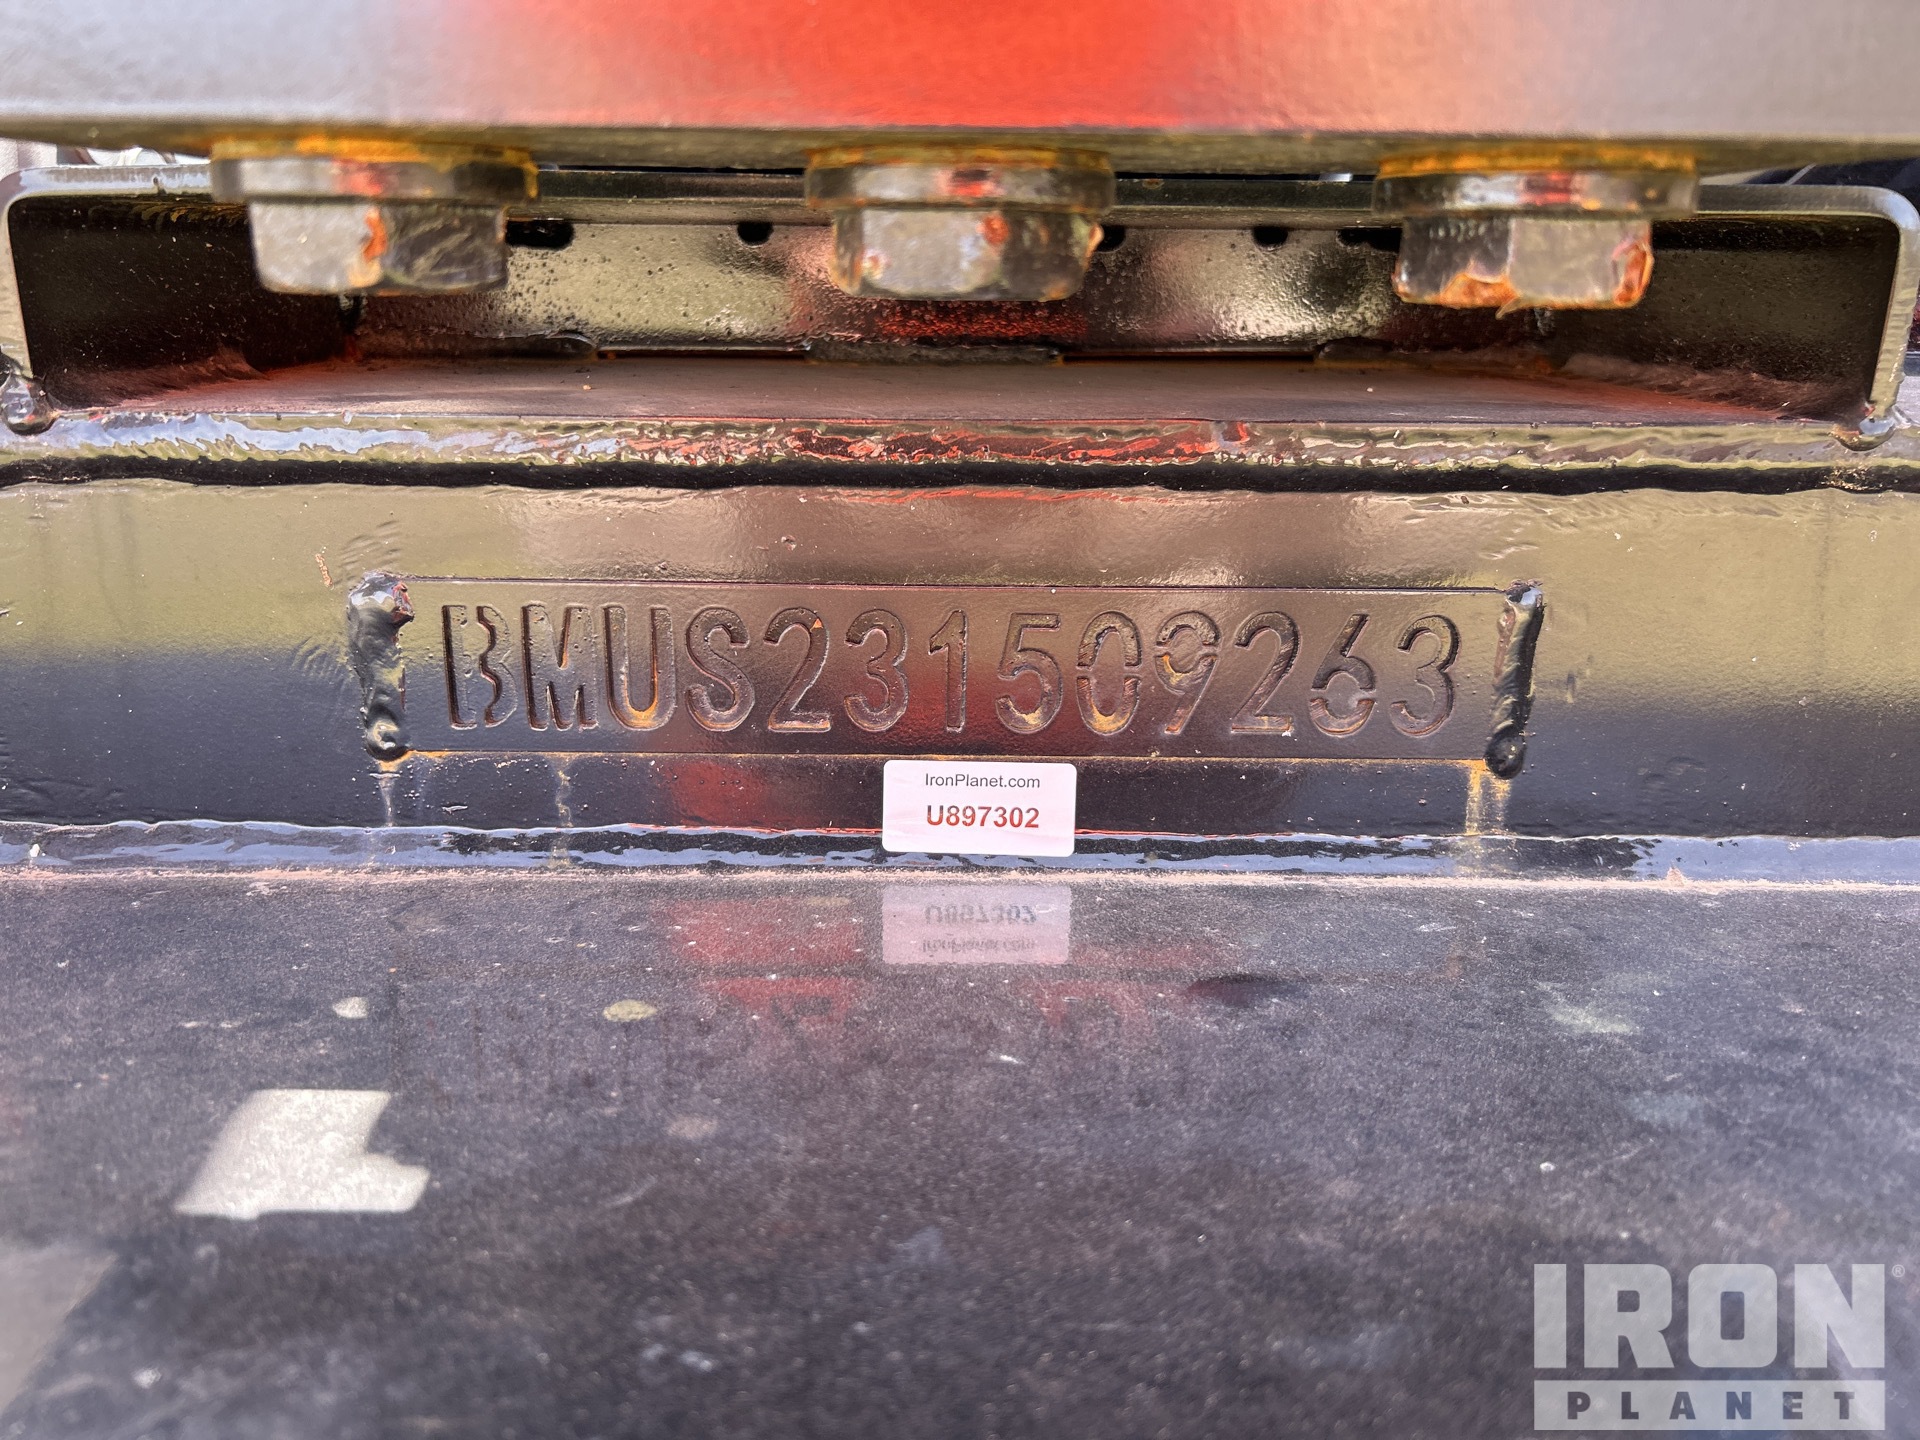 BMUS231509263
IronPlanet.com
U897302
IRON
PLANET